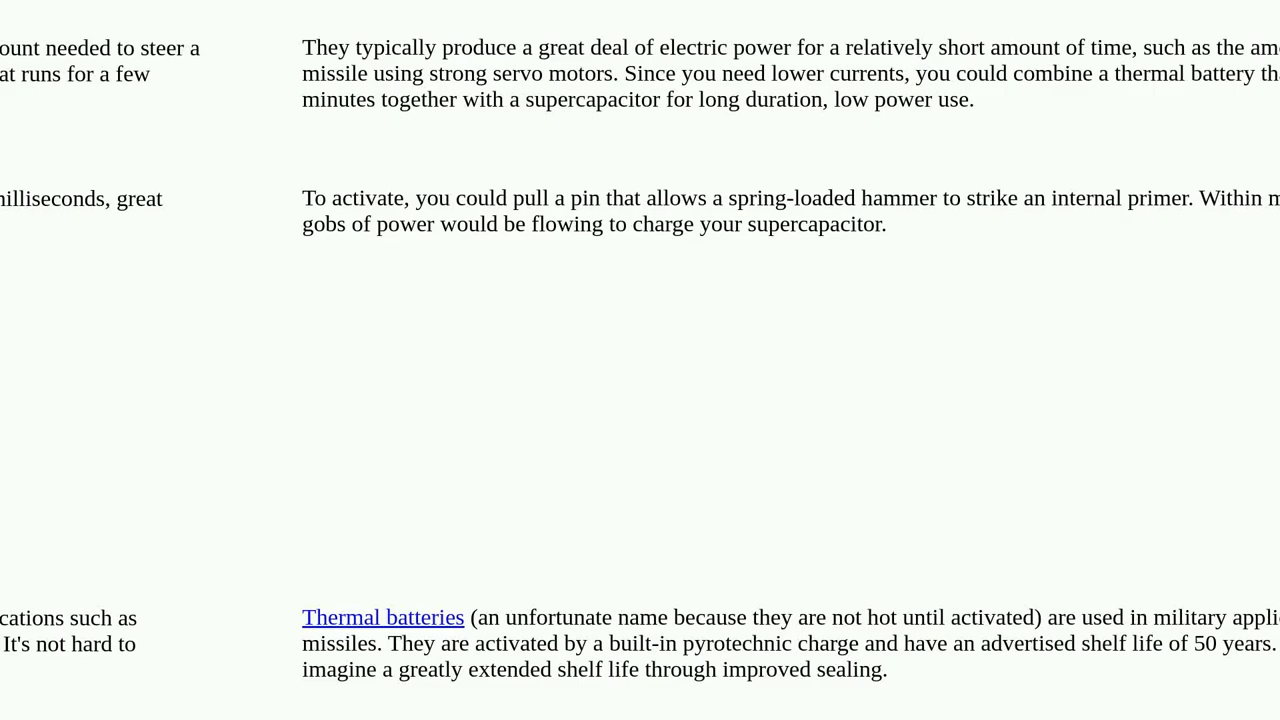 ount needed to steer a
at runs for a few
They typically produce a great deal of electric power for a relatively short amount of time, such as the am
missile using strong servo motors. Since you need lower currents, you could combine a thermal battery th
minutes together with a supercapacitor for long duration, low power use.
illiseconds, great
To activate, you could pull a pin that allows a spring-loaded hammer to strike an internal primer. Within m
gobs of power would be flowing to charge your supercapacitor.
cations such as
It's not hard to
Thermal batteries (an unfortunate name because they are not hot until activated) are used in military appli
missiles. They are activated by a built-in pyrotechnic charge and have an advertised shelf life of 50 years.
imagine a greatly extended shelf life through improved sealing.